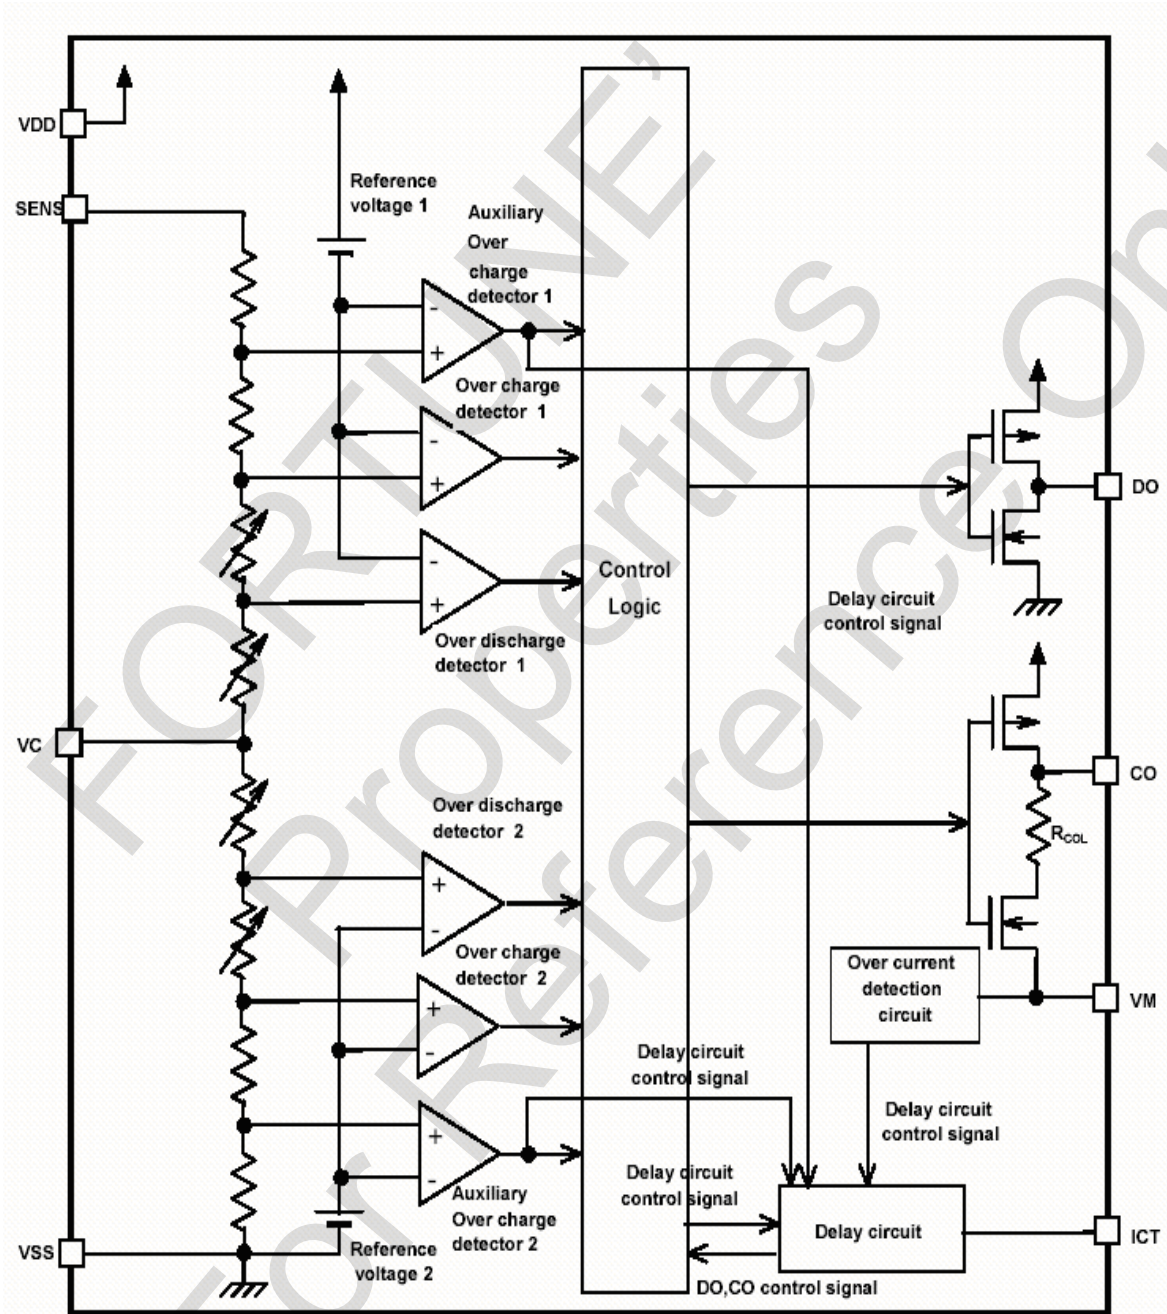 VDD
SENS
Reference
voltage 1
Auxiliary
Over
charge
detector 1
-
+
Over charge
detector 1
-
+
-
+
Over discharge
detector 1
Control
Logic
Delay circuit
control signal
DO
VC
CO
RCOL
Over discharge
detector 2
+
-
Over charge
detector 2
+
-
Over current
detection
circuit
VM
Delay circuit
control signal
Delay circuit
control signal
+
-
Auxiliary
Over charge
detector 2
Delay circuit
control signal
Delay circuit
ICT
VSS
Reference
voltage 2
DO,CO control signal
FORTUNE'
Properties
For Reference Onl